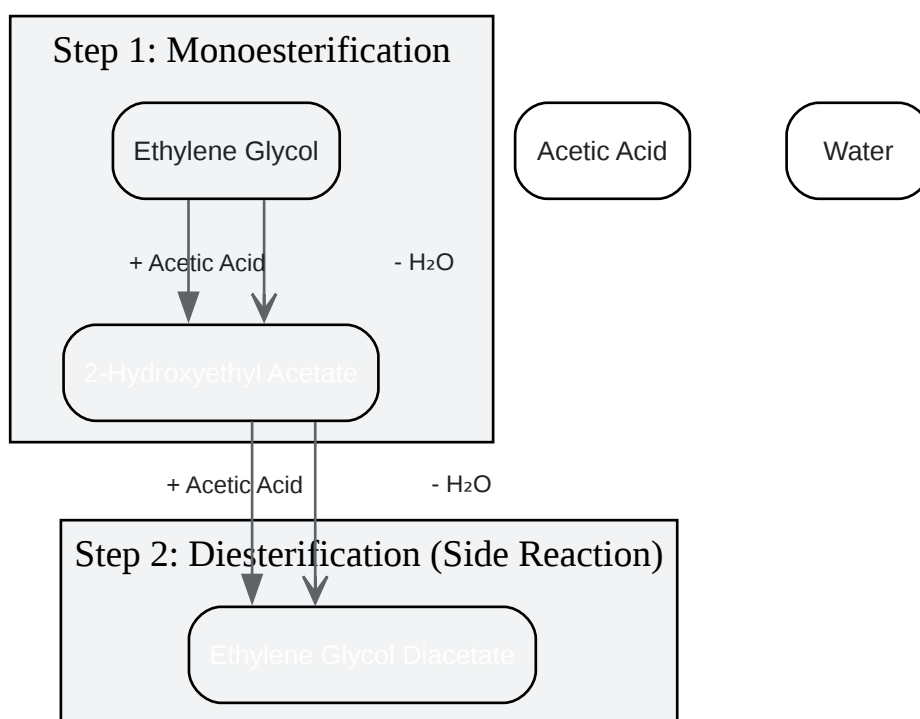 Step 1: Monoesterification
Ethylene Glycol
Acetic Acid
Water
+ Acetic Acid
- H₂O
2-Hydroxyethyl Acetate
+ Acetic Acid
- H₂O
Step 2: Diesterification (Side Reaction)
Ethylene Glycol Diacetate